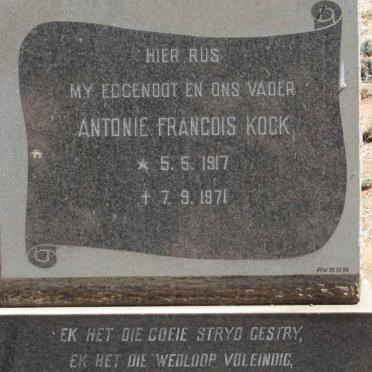 HIER RUS
MY EGGENOOT EN ONS VADER
ANTONIE FRANCOIS KOCK
* 5.5.1917
† 7.9.1971
AVBOB
EK HET DIE GOEIE STRYD GESTRY,
EK HET DIE WEDLOOP VOLEINDIG,